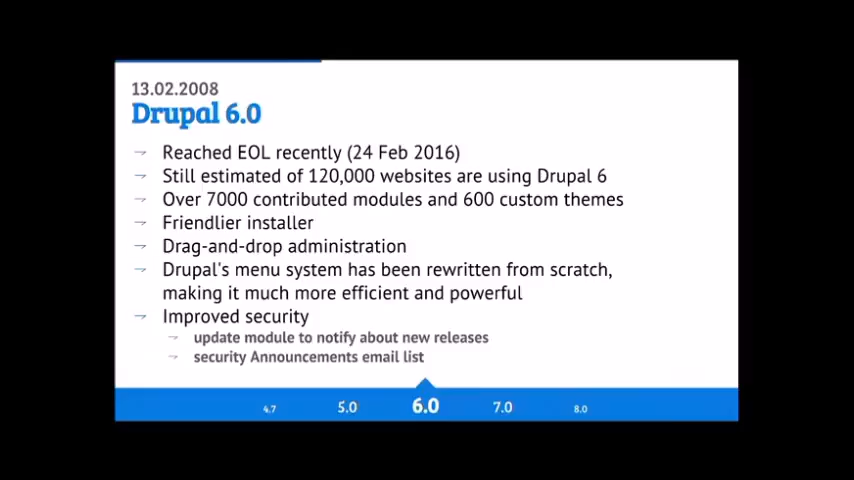 13.02.2008
Drupal 6.0
→ Reached EOL recently (24 Feb 2016)
→ Still estimated of 120,000 websites are using Drupal 6
→ Over 7000 contributed modules and 600 custom themes
→ Friendlier installer
→ Drag-and-drop administration
→ Drupal's menu system has been rewritten from scratch,
making it much more efficient and powerful
→ Improved security
→ update module to notify about new releases
→ security Announcements email list
4.7 5.0 6.0 7.0 8.0